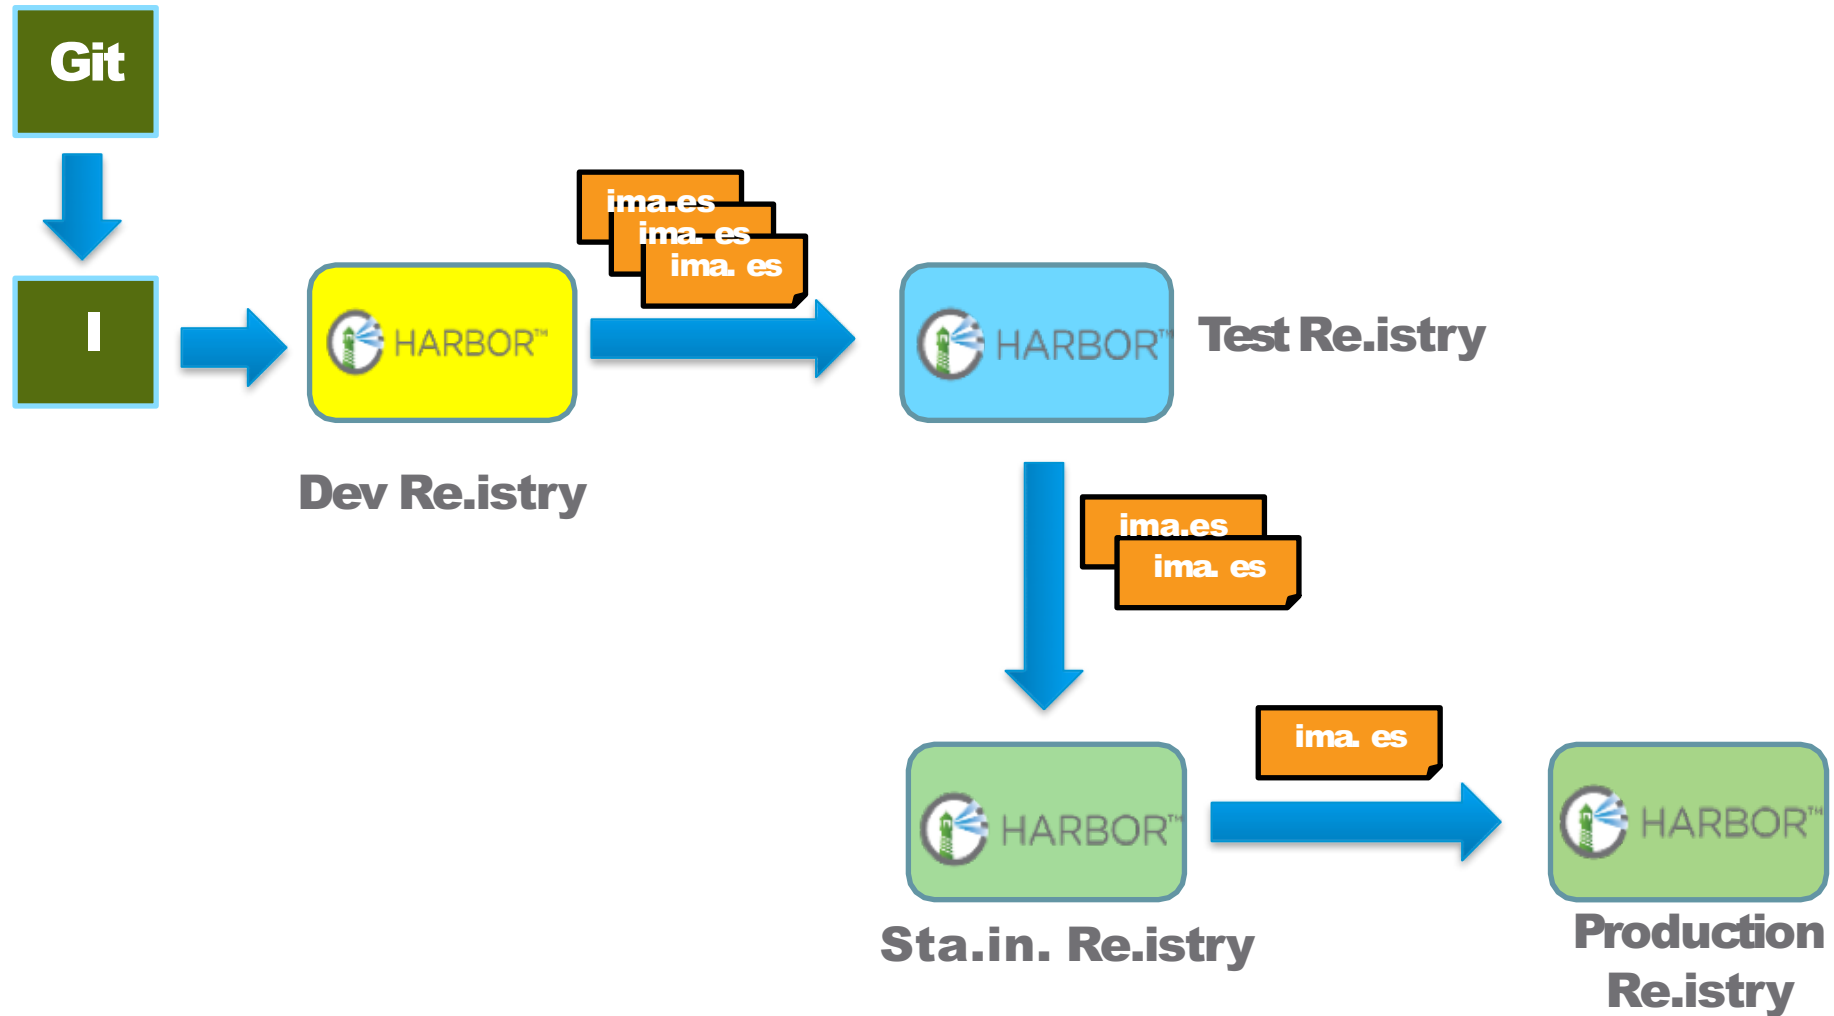 Git
ima.es
ima. es
ima. es
I
HARBOR™
HARBOR™
Test Re.istry
Dev Re.istry
ima.es
ima. es
ima. es
HARBOR™
HARBOR™
Sta.in. Re.istry
Production
Re.istry